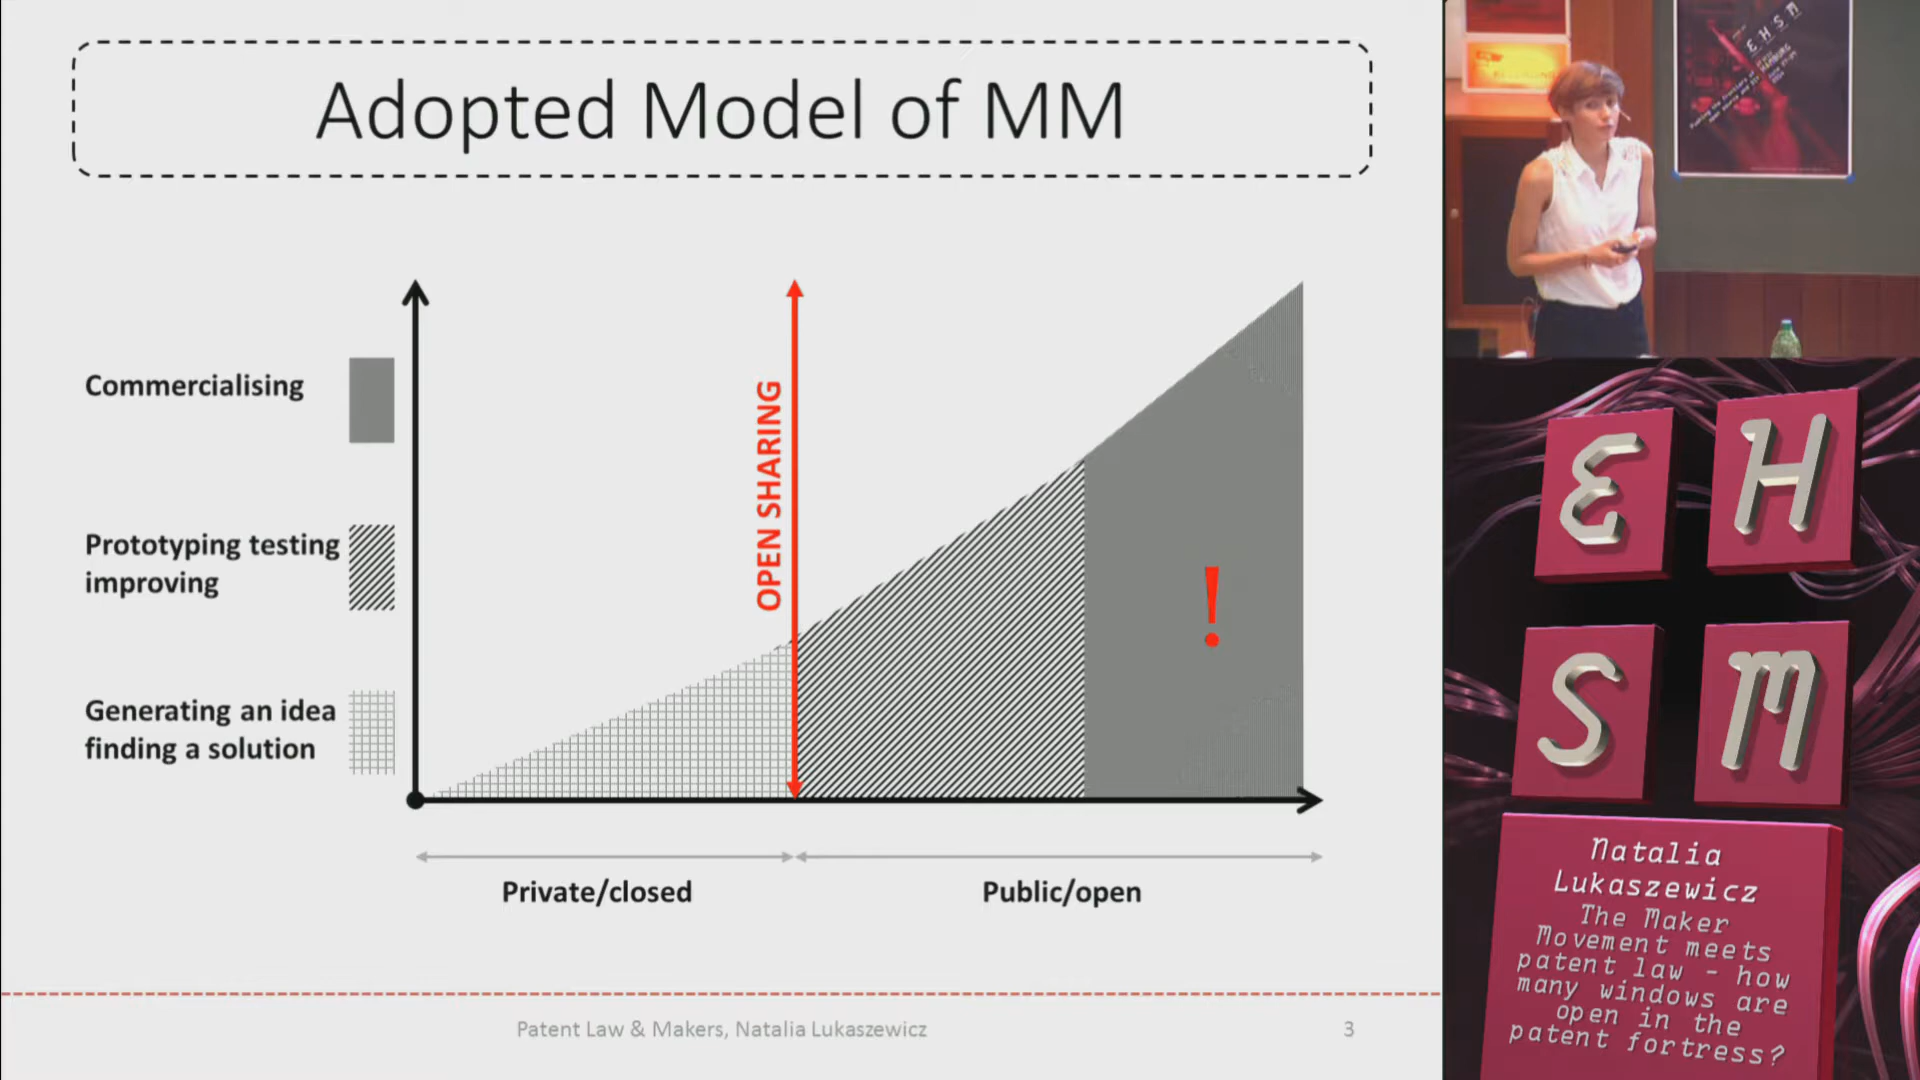 Adopted Model of MM
Commercialising
Prototyping testing
improving
Generating an idea
finding a solution
OPEN SHARING
!
Private/closed
Public/open
Patent Law & Makers, Natalia Lukaszewicz
3
EHSM
E H
S M
Natalia
Lukaszewicz
The Maker
Movement meets
patent law - how
many windows are
open in the
patent fortress?